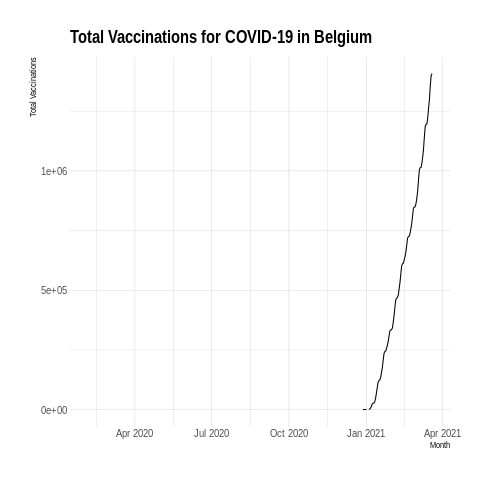 Total Vaccinations for COVID-19 in Belgium
Total Vaccinations
1e+06
5e+05
0e+00
Apr 2020 Jul 2020 Oct 2020 Jan 2021 Apr 2021
Month